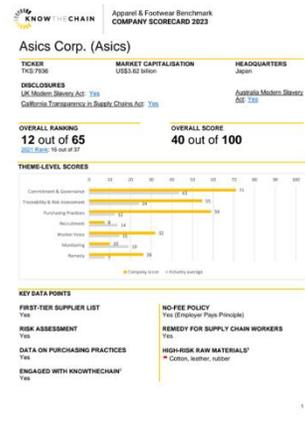 KNOWTHECHAIN
Apparel & Footwear Benchmark
COMPANY SCORECARD 2023
Asics Corp. (Asics)
TICKER
TKS:7936
MARKET CAPITALISATION
US$3.62 billion
HEADQUARTERS
Japan
DISCLOSURES
UK Modern Slavery Act: Yes
California Transparency in Supply Chains Act: Yes
Australia Modern Slavery
Act: Yes
OVERALL RANKING
12 out of 65
2021 Rank: 16 out of 37
OVERALL SCORE
40 out of 100
THEME-LEVEL SCORES
0 10 20 30 40 50 60 70 80 90 100
Commitment & Governance
Traceability & Risk Assessment
Purchasing Practices
Recruitment
Worker Voice
Monitoring
Remedy
Company score
Industry average
KEY DATA POINTS
FIRST-TIER SUPPLIER LIST
Yes
RISK ASSESSMENT
Yes
DATA ON PURCHASING PRACTICES
Yes
ENGAGED WITH KNOWTHECHAIN¹
Yes
NO-FEE POLICY
Yes (Employer Pays Principle)
REMEDY FOR SUPPLY CHAIN WORKERS
Yes
HIGH-RISK RAW MATERIALS²
Cotton, leather, rubber
1